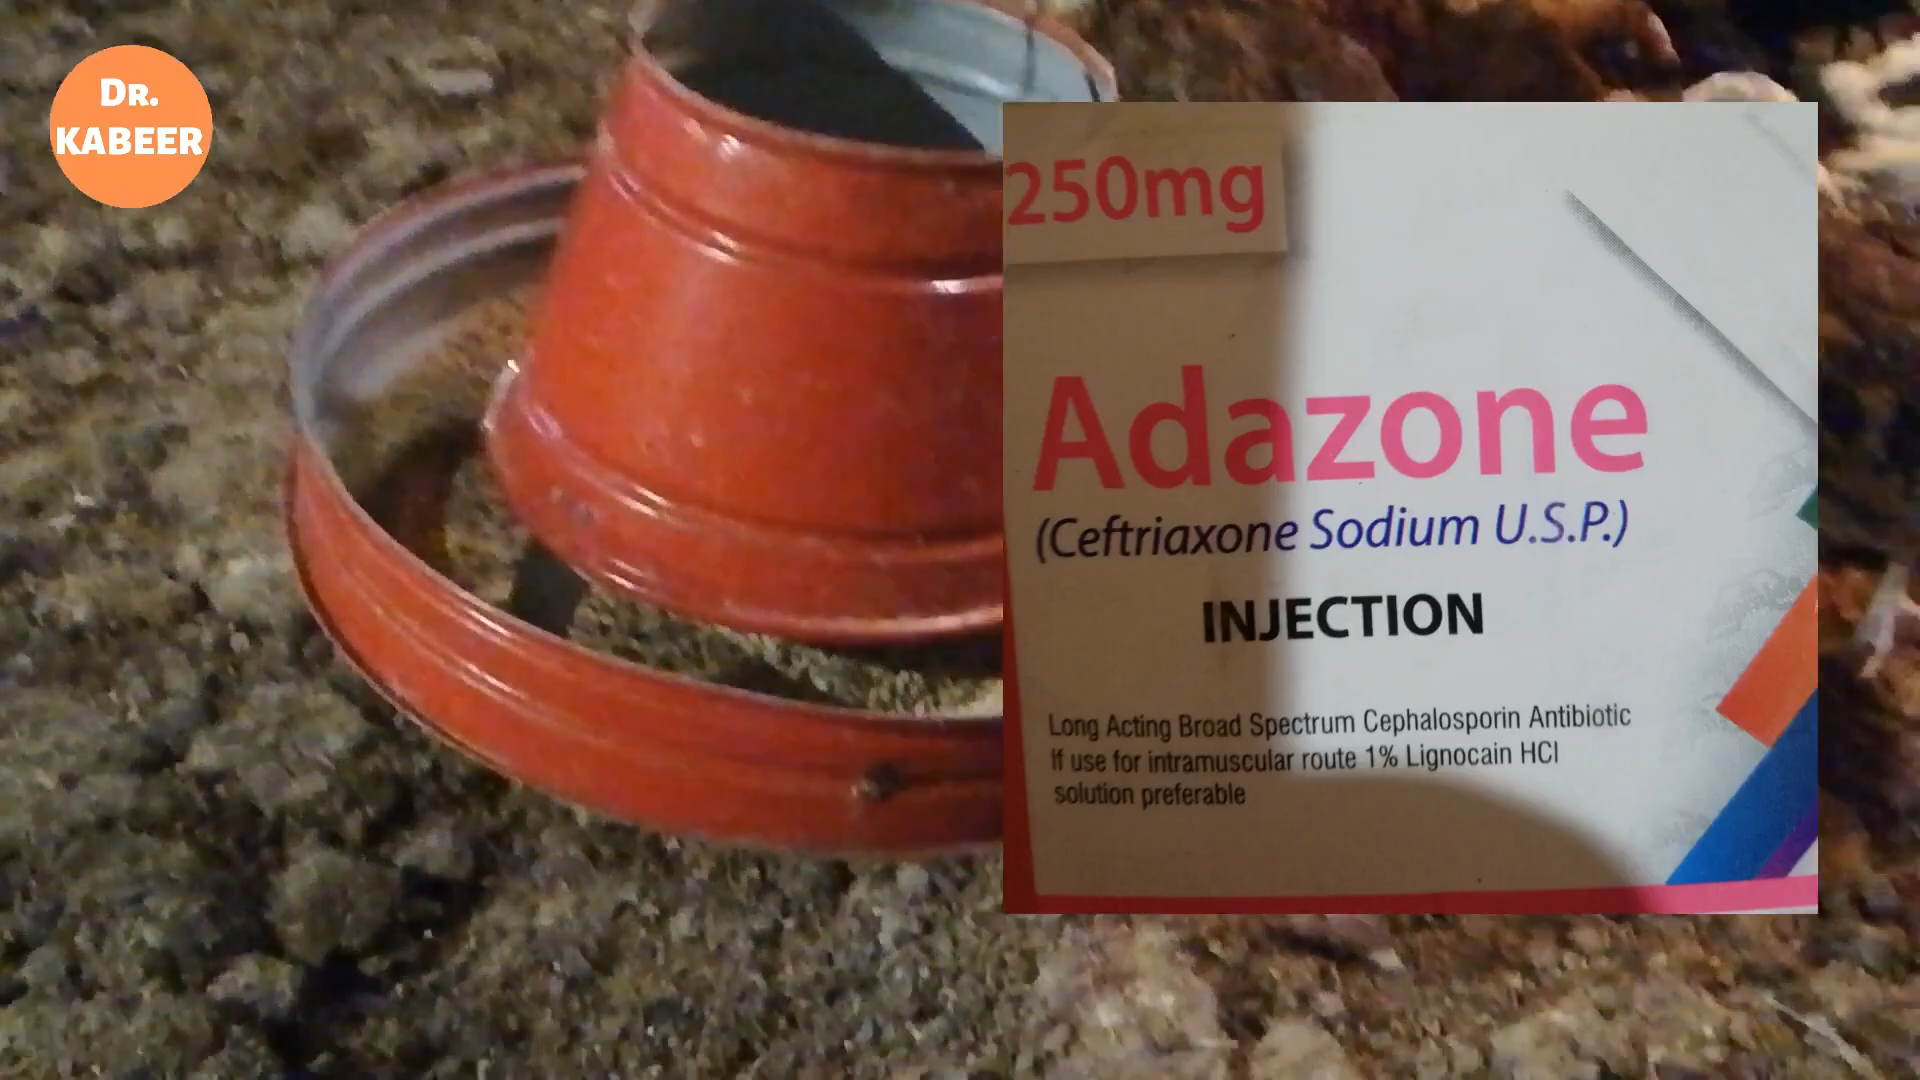 DR.
KABEER
250mg
Adazone
(Ceftriaxone Sodium U.S.P.)
INJECTION
Long Acting Broad Spectrum Cephalosporin Antibiotic
If use for intramuscular route 1% Lignocain HCl
solution preferable